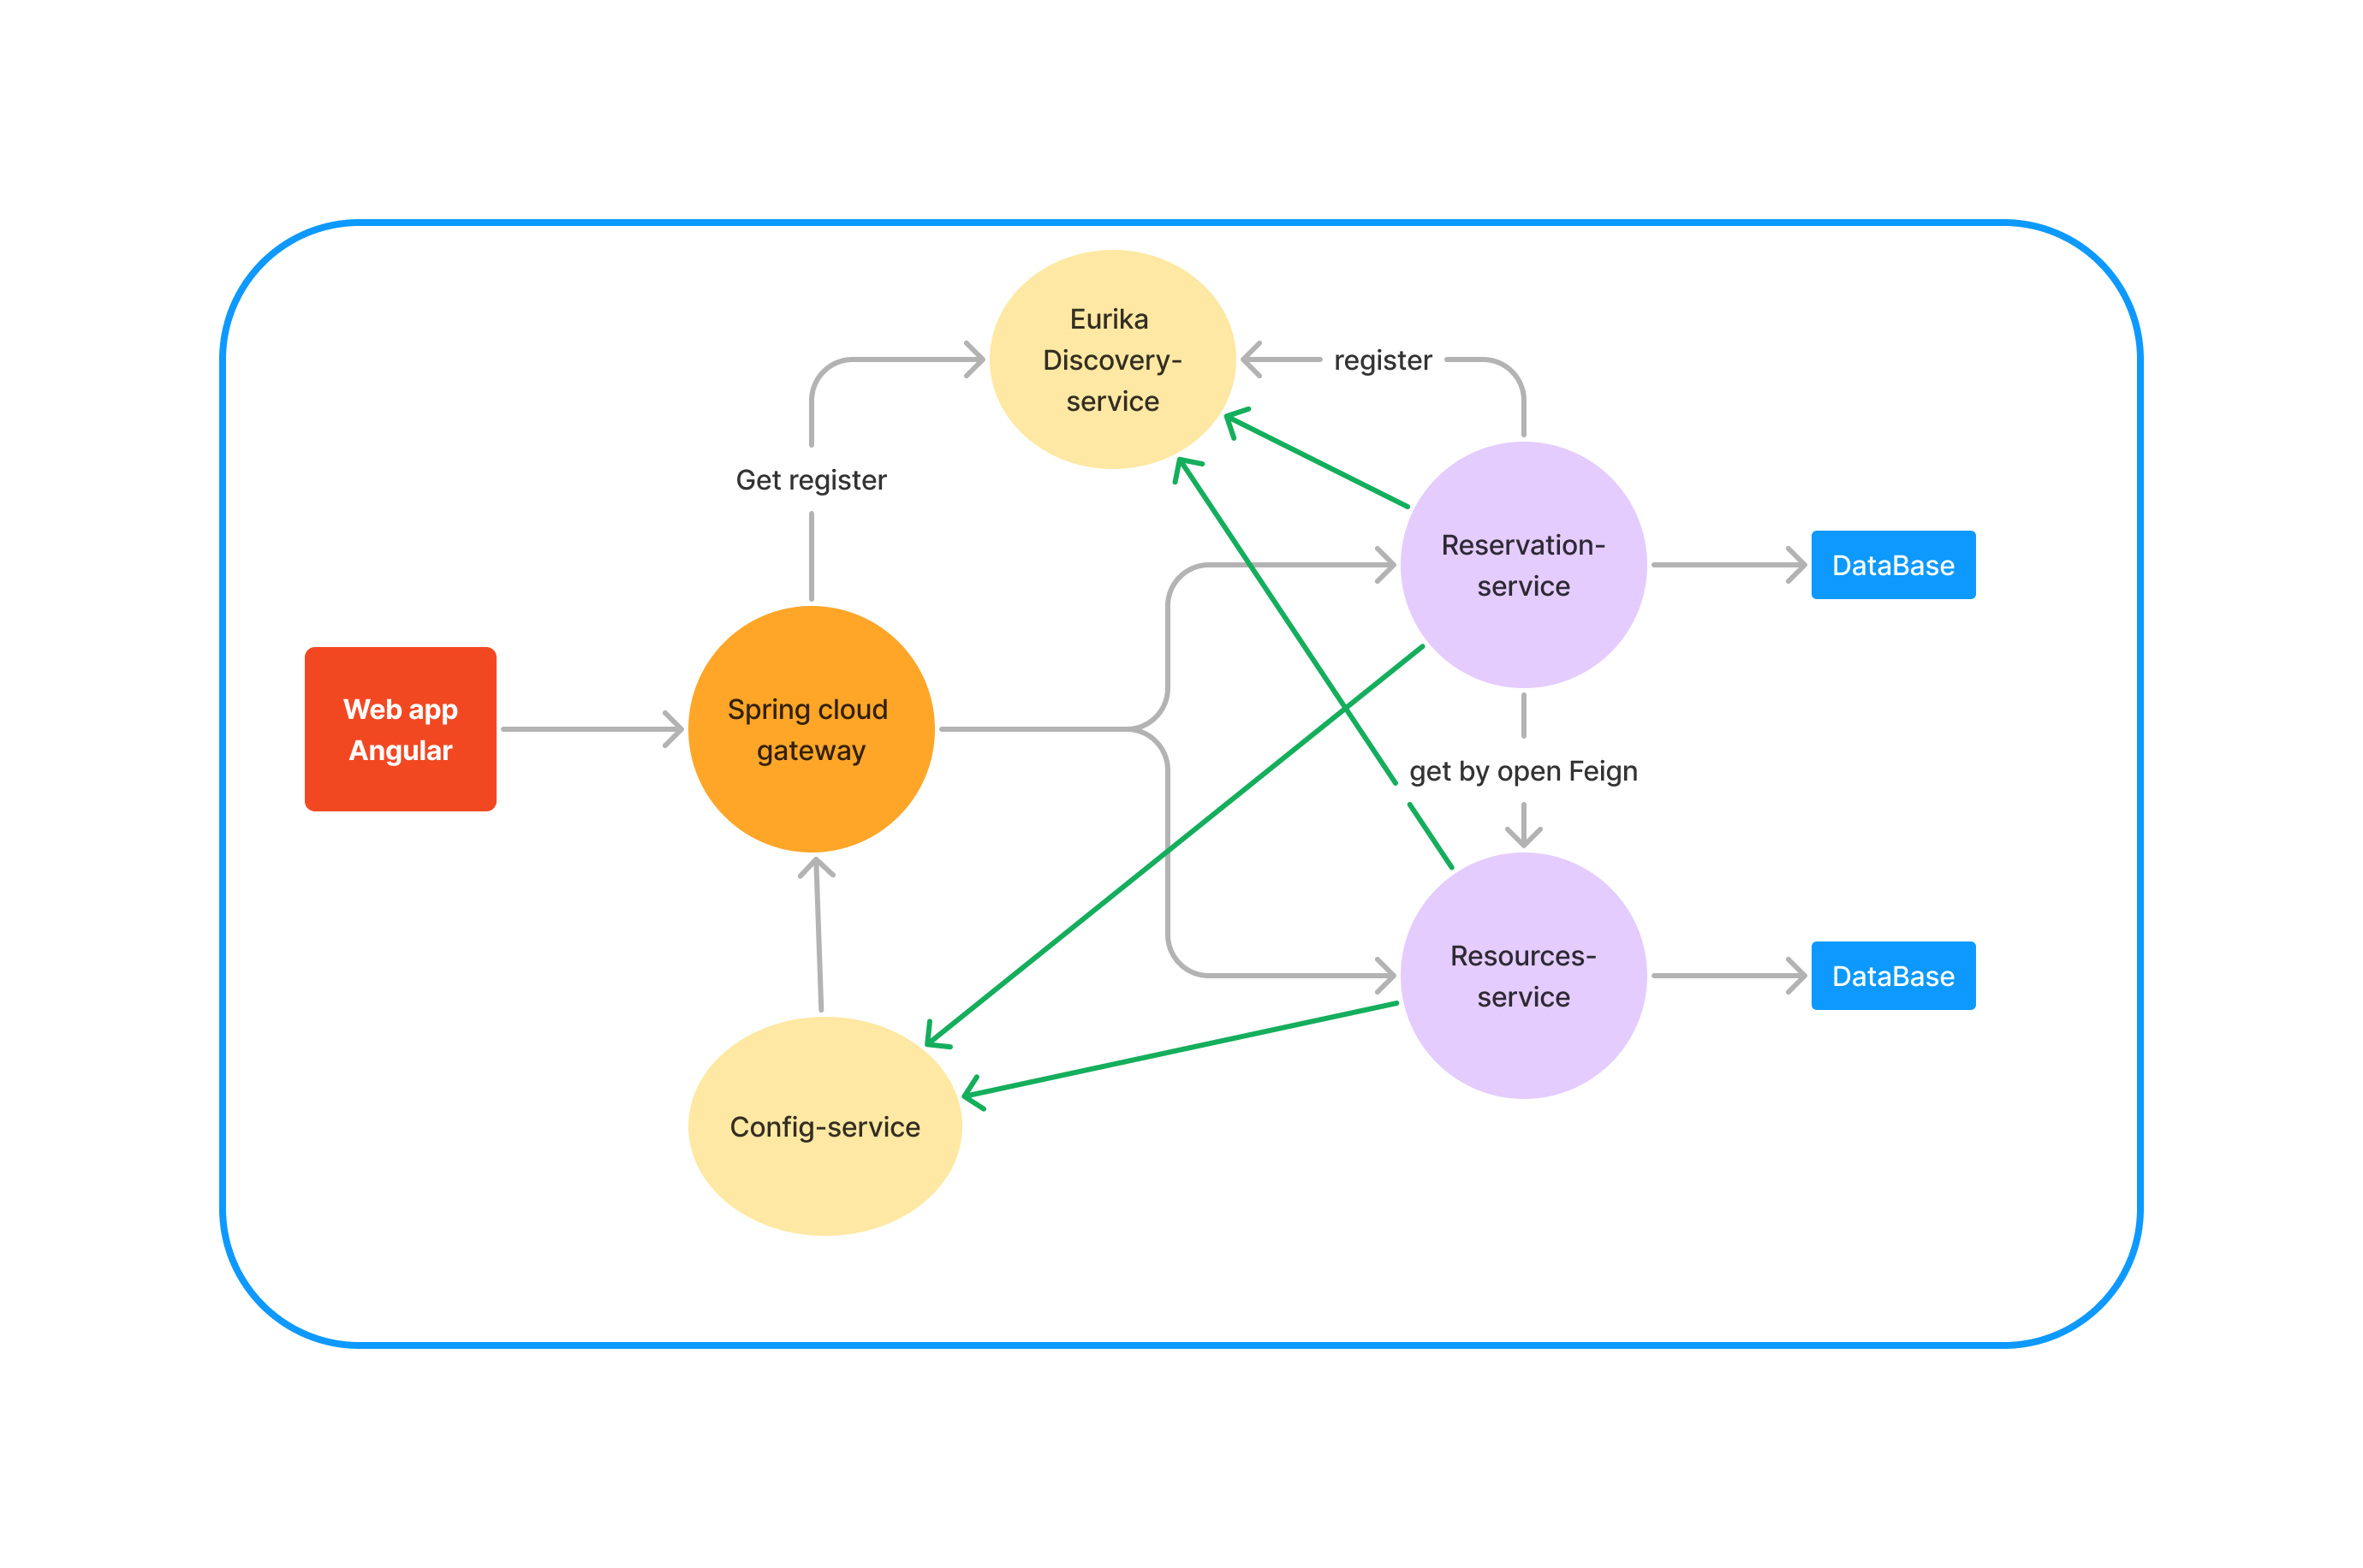 Eurika
Discovery-
service
register
Get register
Reservation-
service
DataBase
Web app
Angular
Spring cloud
gateway
get by open Feign
Resources-
service
DataBase
Config-service